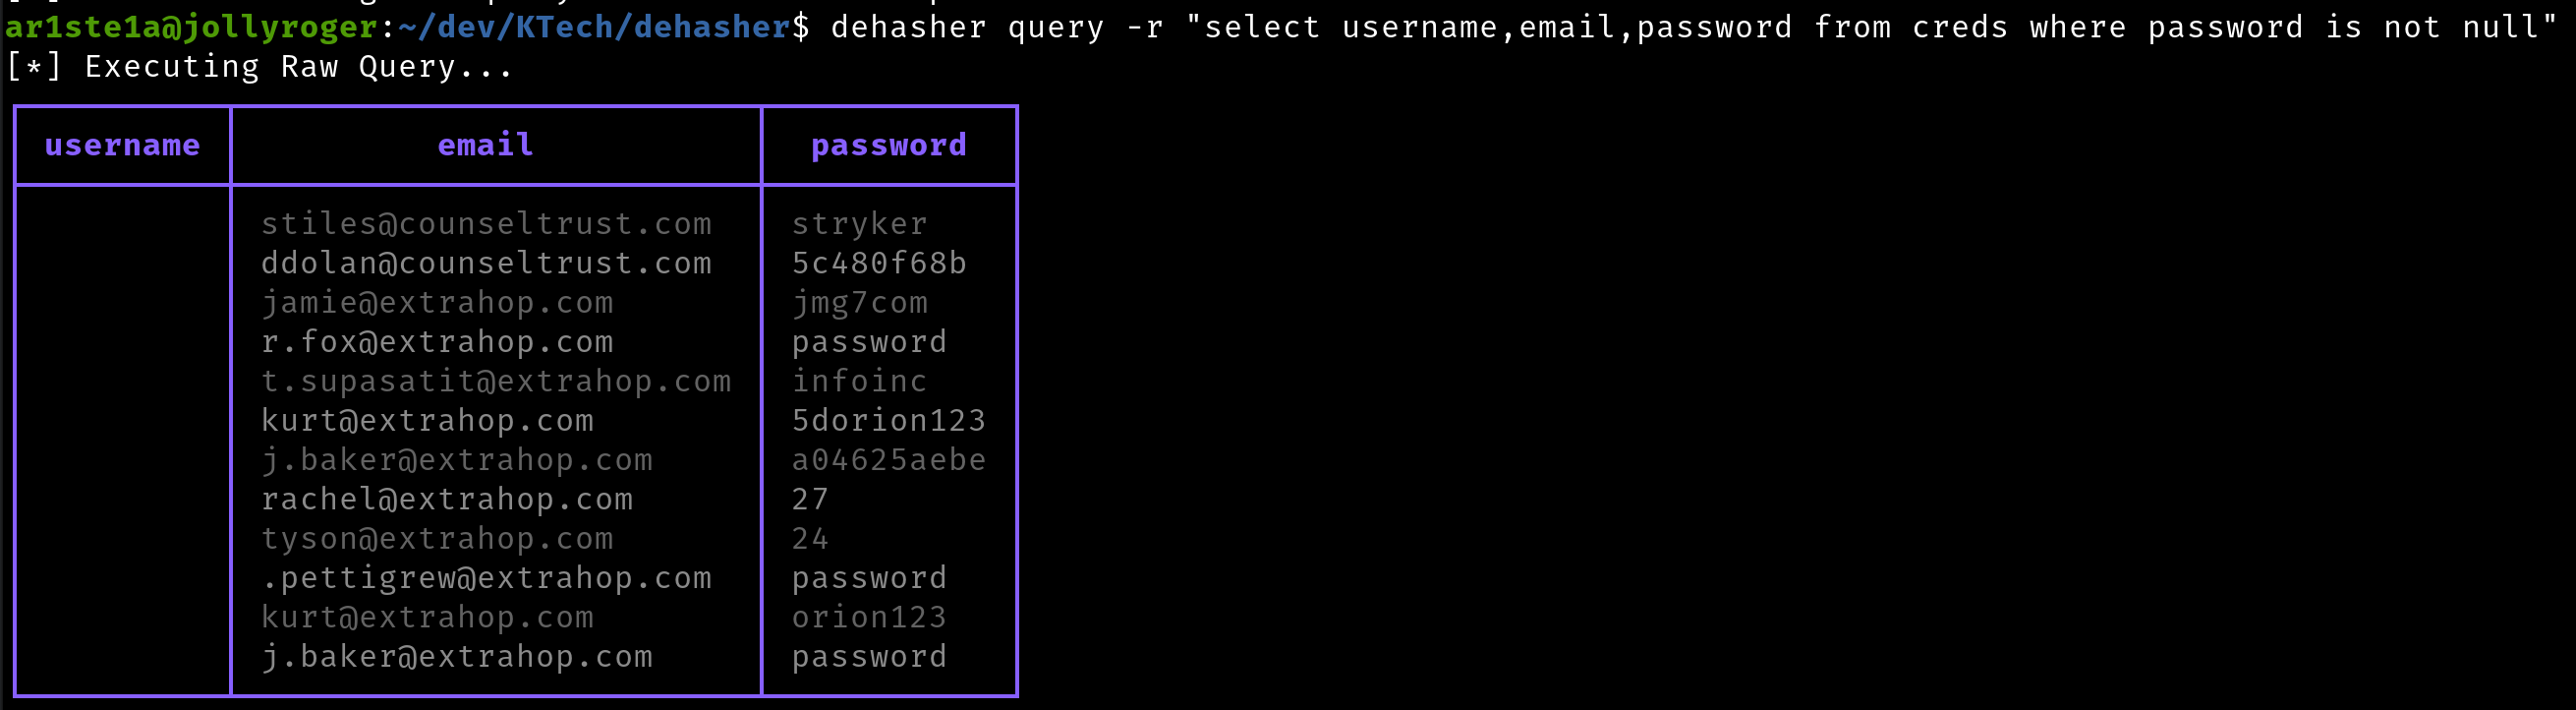 ar1ste1a@jollyroger:~/dev/KTech/dehasher$ dehasher query -r "select username,email,password from creds where password is not null"
[*] Executing Raw Query...
username email password
stiles@counseltrust.com stryker
ddolan@counseltrust.com 5c480f68b
jamie@extrahop.com jmg7com
r.fox@extrahop.com password
t.supasatit@extrahop.com infoinc
kurt@extrahop.com 5dorion123
j.baker@extrahop.com a04625aebe
rachel@extrahop.com 27
tyson@extrahop.com 24
.pettigrew@extrahop.com password
kurt@extrahop.com orion123
j.baker@extrahop.com password